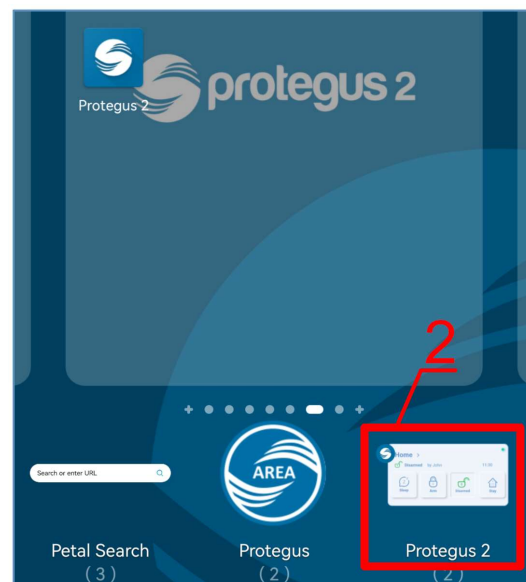 protegus 2
Protegus 2
2
Search or enter URL
AREA
Home >
Disarmed by John 11:39
Sleep
Arm
Disarmed
Stay
Petal Search
Protegus
Protegus 2
(3)
(2)
(2)